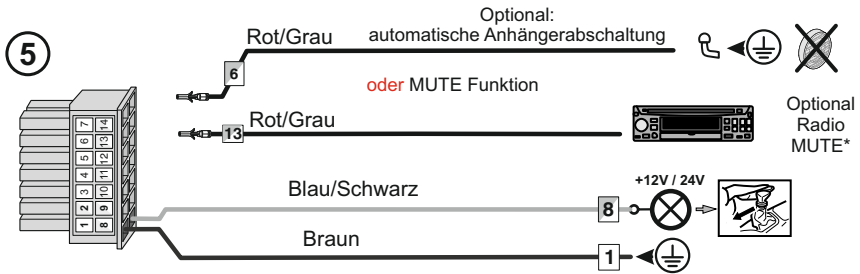 5
Optional:
automatische Anhängerabschaltung
Rot/Grau
6
oder MUTE Funktion
Rot/Grau
13
Optional
Radio
MUTE*
7 14
6 13
5 12
4 11
3 10
2 9
1 8
Blau/Schwarz
8
+12V / 24V
Braun
1